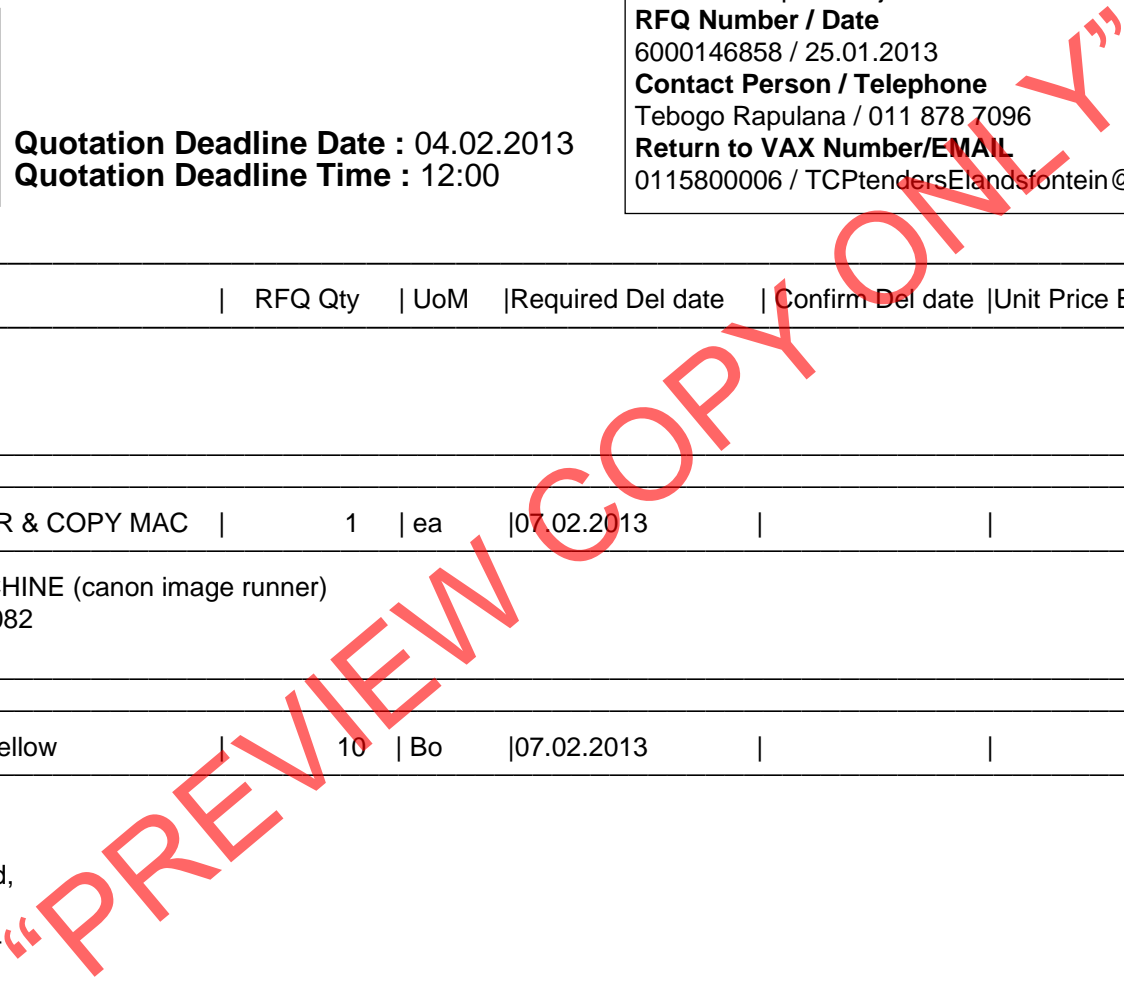 RFQ Number / Date
6000146858 / 25.01.2013
Contact Person / Telephone
Tebogo Rapulana / 011 878 7096
Return to VAX Number/EMAIL
0115800006 / TCPtendersElandsfontein@
Quotation Deadline Date : 04.02.2013
Quotation Deadline Time : 12:00
| RFQ Qty | UoM |Required Del date | Confirm Del date |Unit Price E
R & COPY MAC | 1 | ea |07.02.2013 | |
HINE (canon image runner)
082
ellow | 10 | Bo |07.02.2013 | |
d,
“PREVIEW COPY ONLY”